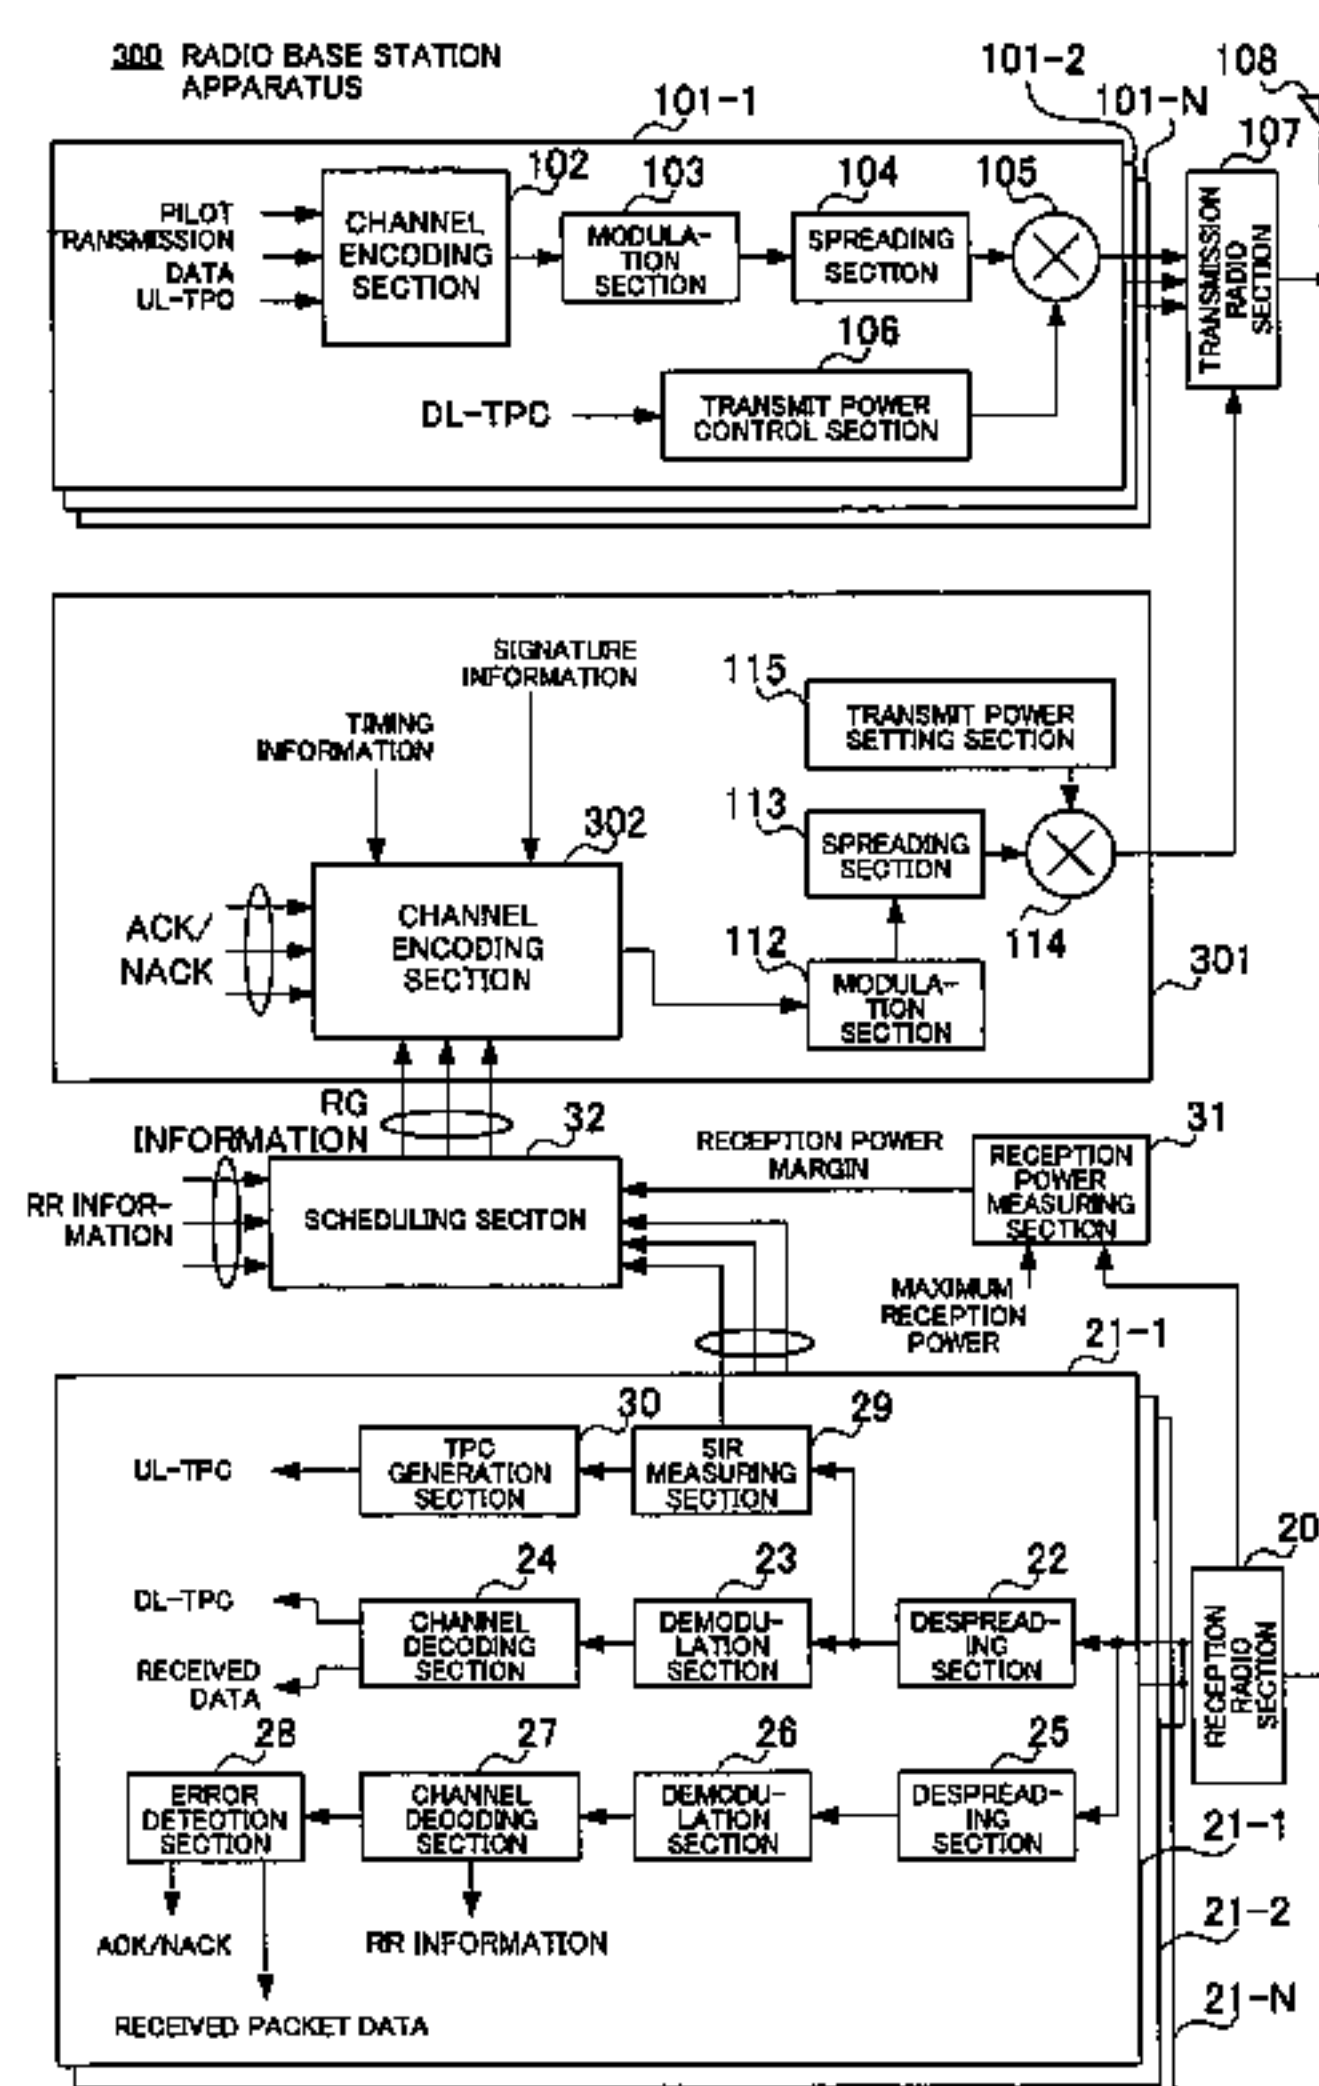 300 RADIO BASE STATION
APPARATUS
101-1
101-2
101-N
108
107
102
103
104
105
PILOT
TRANSMISSION
DATA
UL-TPC
CHANNEL
ENCODING
SECTION
MODULA-
TION
SECTION
SPREADING
SECTION
TRANSMISSION
RADIO
SECTION
106
DL-TPC
TRANSMIT POWER
CONTROL SECTION
SIGNATURE
INFORMATION
TIMING
INFORMATION
115
TRANSMIT POWER
SETTING SECTION
302
113
SPREADING
SECTION
114
ACK/
NACK
CHANNEL
ENCODING
SECTION
112
MODULA-
TION
SECTION
301
RG
INFORMATION
32
RECEPTION POWER
MARGIN
31
RECEPTION
POWER
MEASURING
SECTION
RR INFOR-
MATION
SCHEDULING SECITON
MAXIMUM
RECEPTION
POWER
21-1
30
29
UL-TPC
TPC
GENERATION
SECTION
SIR
MEASURING
SECTION
20
24
23
22
DL-TPC
RECEIVED
DATA
CHANNEL
DECODING
SECTION
DEMODU-
LATION
SECTION
DESPREAD-
ING
SECTION
RECEPTION
RADIO
SECTION
28
27
26
25
ERROR
DETECTION
SECTION
CHANNEL
DECODING
SECTION
DEMODU-
LATION
SECTION
DESPREAD-
ING
SECTION
21-1
21-2
21-N
ACK/NACK
RR INFORMATION
RECEIVED PACKET DATA